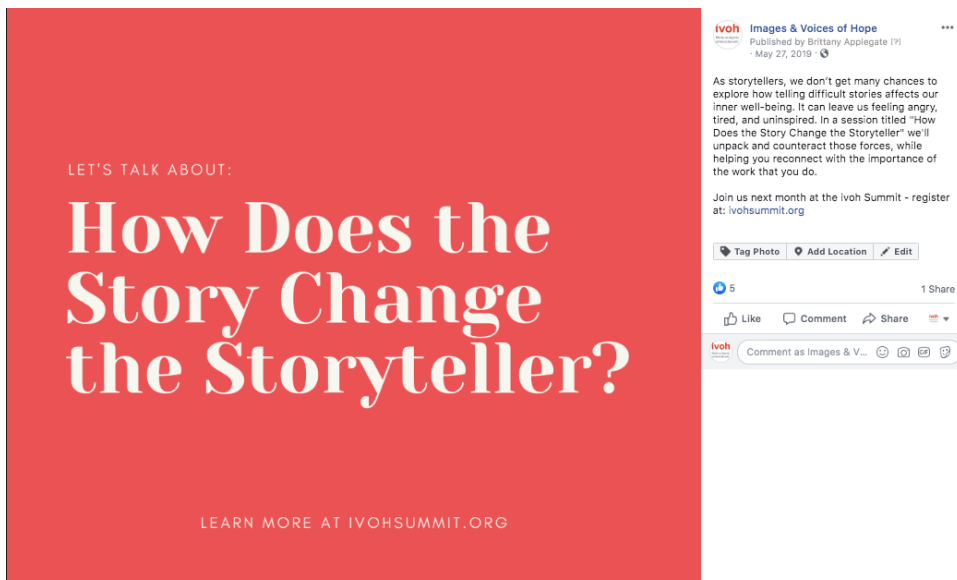 LET'S TALK ABOUT:
How Does the
Story Change
the Storyteller?
LEARN MORE AT IVOHSUMMIT.ORG
ivoh
Images & Voices of Hope
Published by Brittany Applegate [?]
· May 27, 2019 ·
As storytellers, we don't get many chances to
explore how telling difficult stories affects our
inner well-being. It can leave us feeling angry,
tired, and uninspired. In a session titled "How
Does the Story Change the Storyteller" we'll
unpack and counteract those forces, while
helping you reconnect with the importance of
the work that you do.
Join us next month at the ivoh Summit - register
at: ivohsummit.org
Tag Photo Add Location Edit
5 1 Share
Like Comment Share
ivoh
Comment as Images & V... GIF